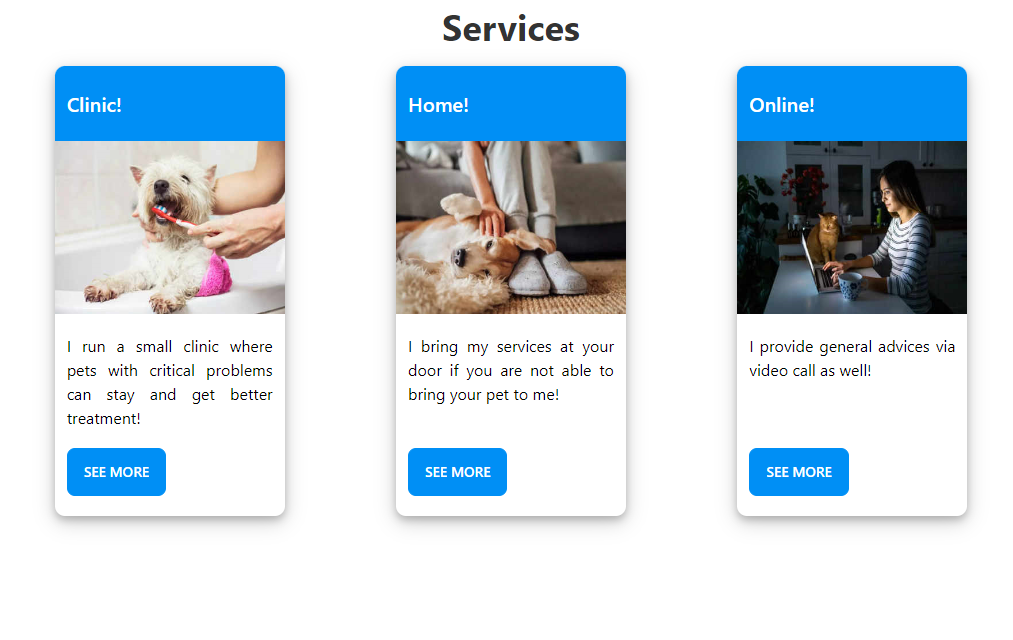 Services
Clinic!
I run a small clinic where
pets with critical problems
can stay and get better
treatment!
SEE MORE
Home!
I bring my services at your
door if you are not able to
bring your pet to me!
SEE MORE
Online!
I provide general advices via
video call as well!
SEE MORE